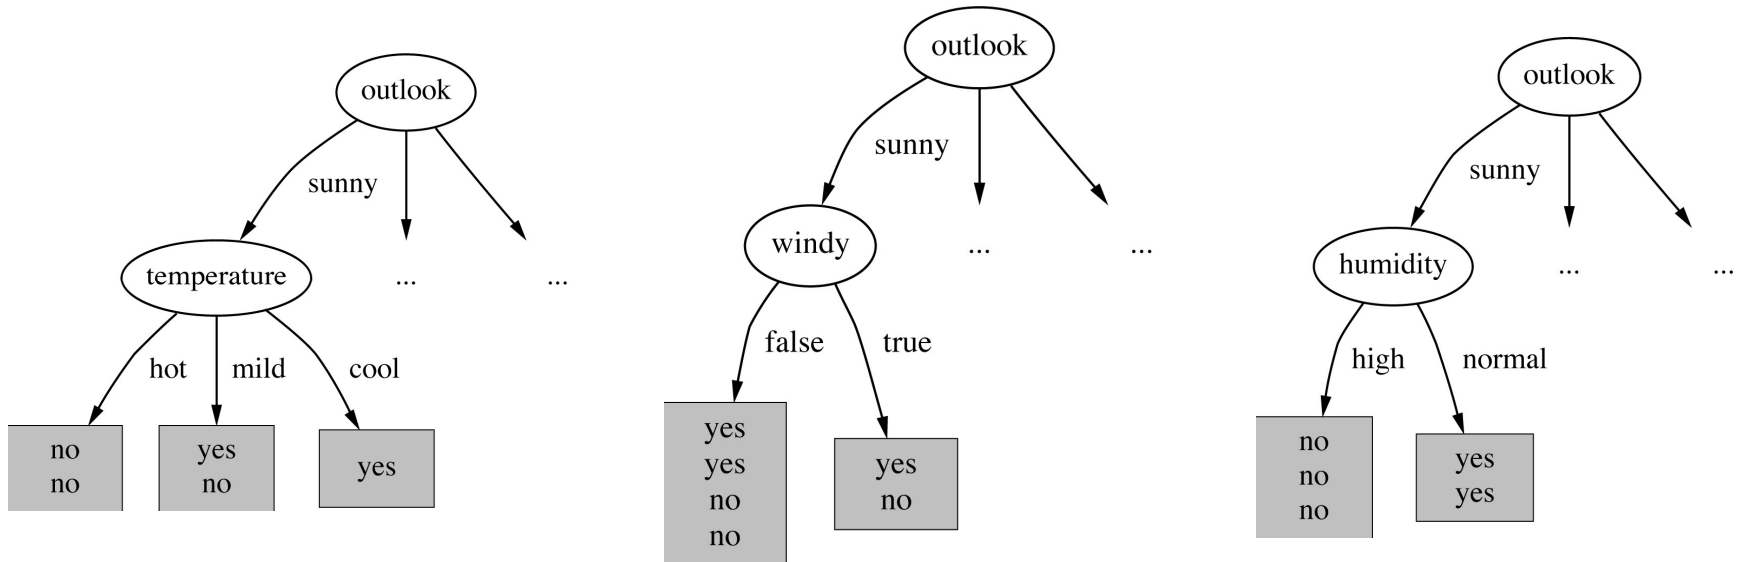 outlook
sunny
temperature
...
...
hot
mild
cool
no
no
yes
no
yes
outlook
sunny
windy
...
...
false
true
yes
yes
no
no
yes
no
outlook
sunny
humidity
...
...
high
normal
no
no
no
yes
yes